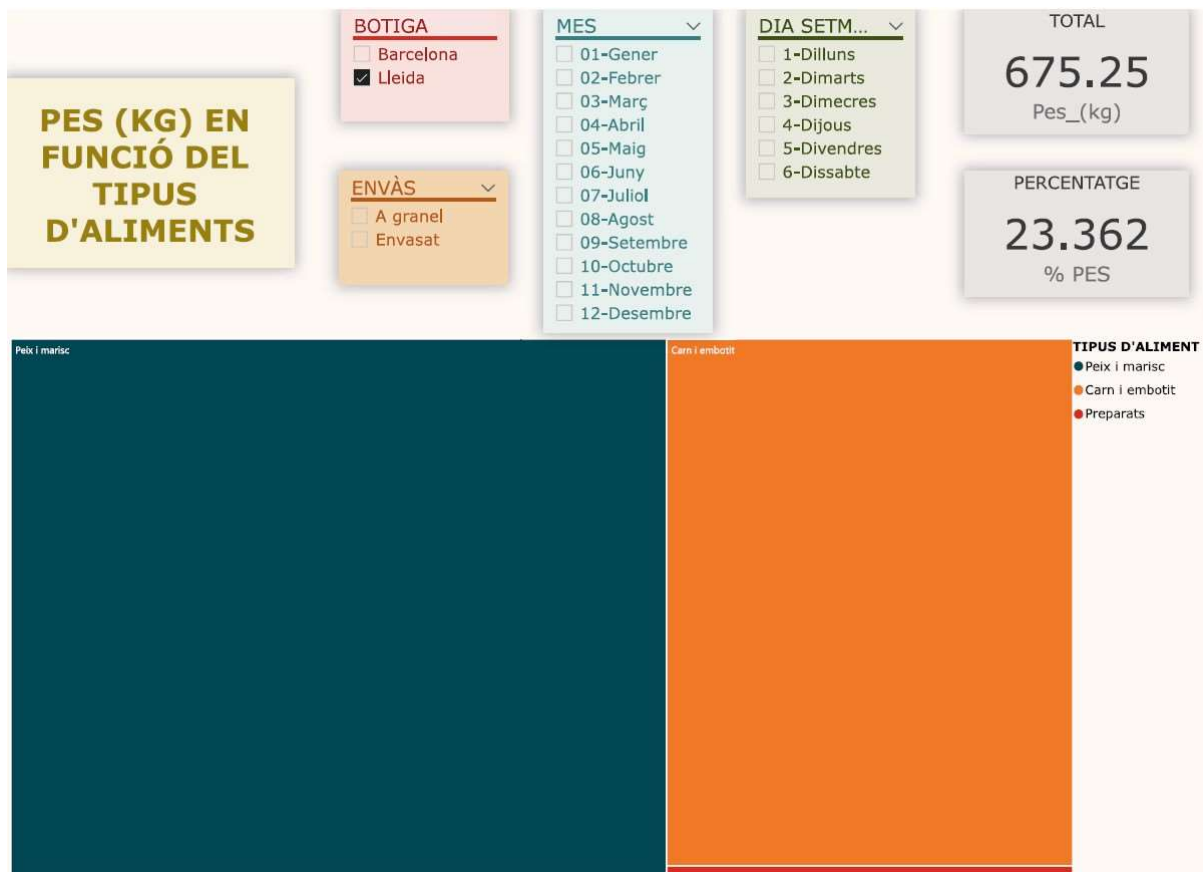 PES (KG) EN
FUNCIÓ DEL
TIPUS
D'ALIMENTS
BOTIGA
Barcelona
Lleida
ENVÀS
A granel
Envasat
MES
01-Gener
02-Febrer
03-Març
04-Abril
05-Maig
06-Juny
07-Juliol
08-Agost
09-Setembre
10-Octubre
11-Novembre
12-Desembre
DIA SETM...
1-Dilluns
2-Dimarts
3-Dimecres
4-Dijous
5-Divendres
6-Dissabte
TOTAL
675.25
Pes_(kg)
PERCENTATGE
23.362
% PES
Peix i marisc
Carn i embotit
TIPUS D'ALIMENT
Peix i marisc
Carn i embotit
Preparats